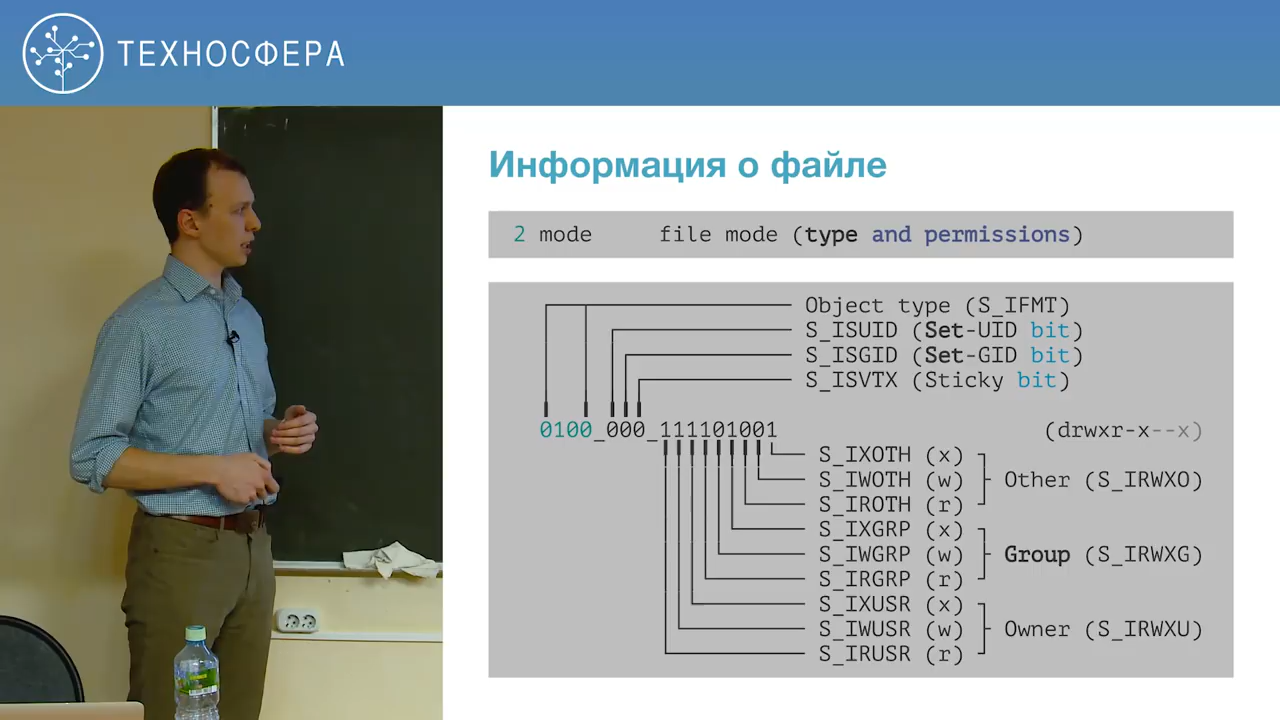 ТЕХНОСФЕРА
Информация о файле
2 mode file mode (type and permissions)
Object type (S_IFMT)
S_ISUID (Set-UID bit)
S_ISGID (Set-GID bit)
S_ISVTX (Sticky bit)
0100_000_111101001 (drwxr-x--x)
S_IXOTH (x)
S_IWOTH (w) Other (S_IRWXO)
S_IROTH (r)
S_IXGRP (x)
S_IWGRP (w) Group (S_IRWXG)
S_IRGRP (r)
S_IXUSR (x)
S_IWUSR (w) Owner (S_IRWXU)
S_IRUSR (r)